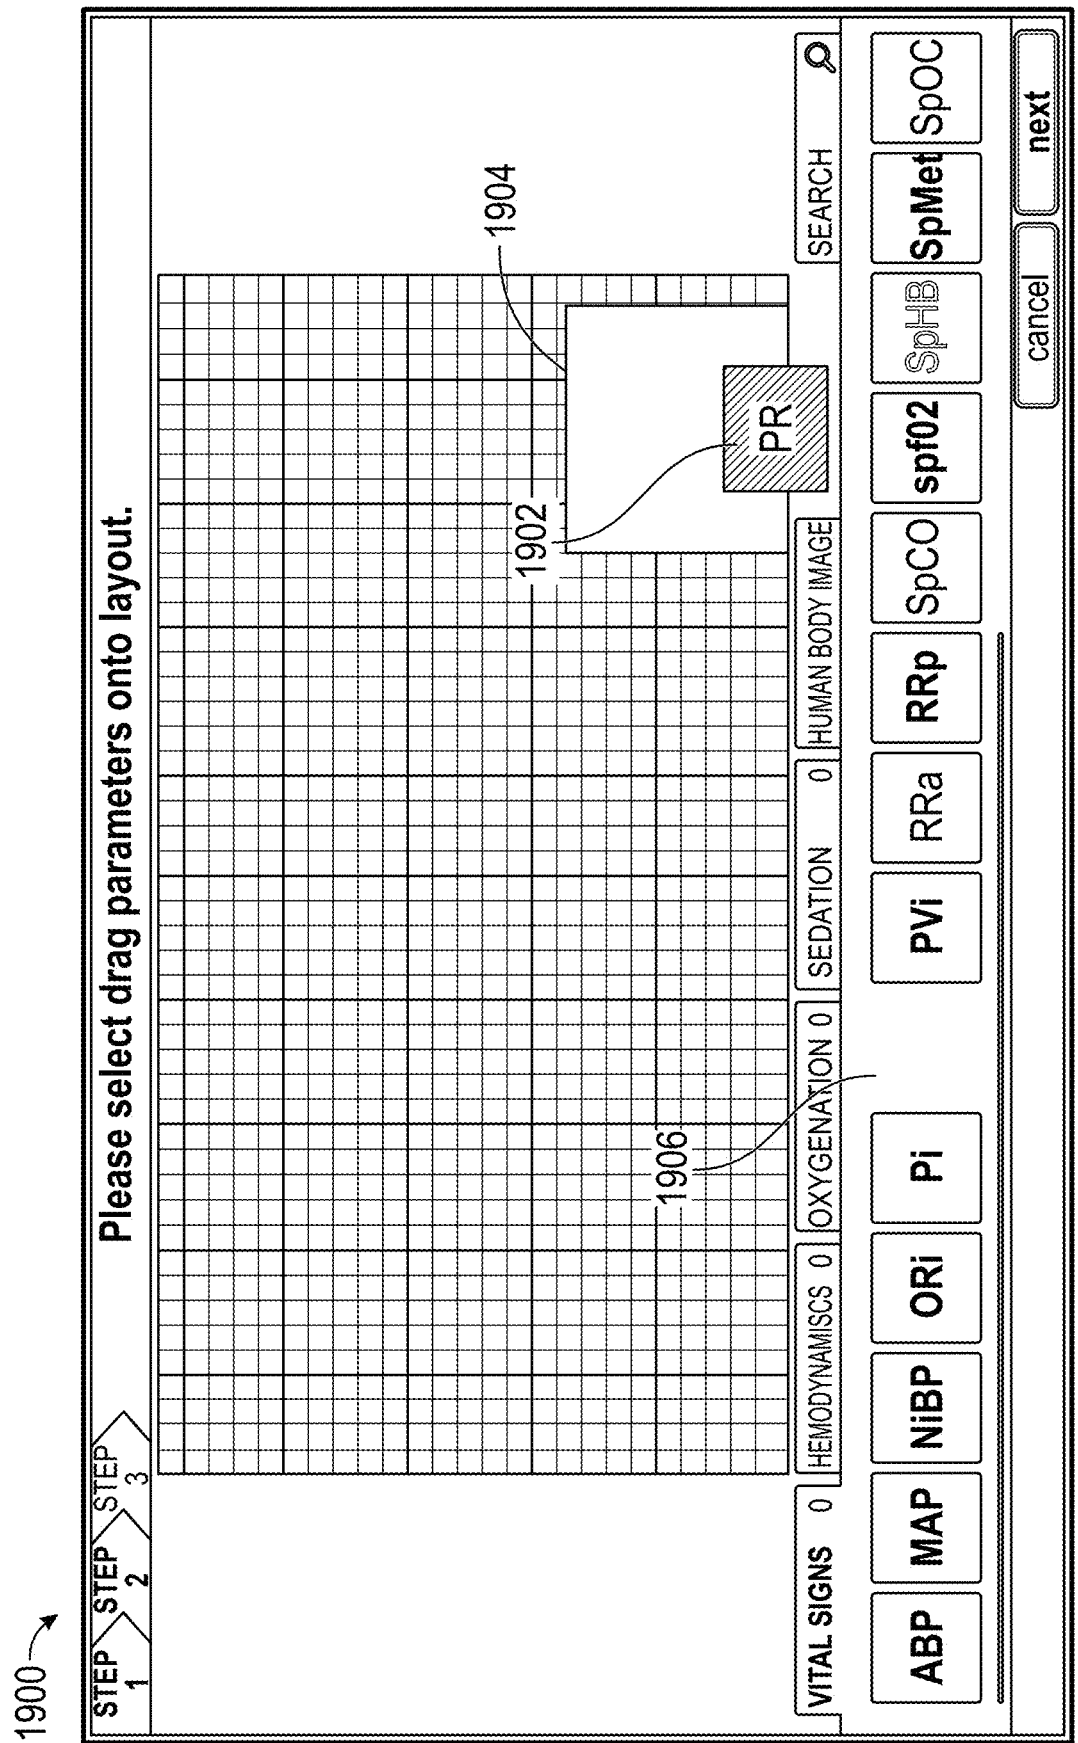 1900
STEP 1
STEP 2
STEP 3
Please select drag parameters onto layout.
1904
1902
PR
1906
VITAL SIGNS 0
HEMODYNAMISCS 0
OXYGENATION 0
SEDATION 0
HUMAN BODY IMAGE
SEARCH
ABP
MAP
NiBP
ORi
Pi
PVi
RRa
RRp
SpCO
spf02
SpHB
SpMet
SpOC
cancel
next